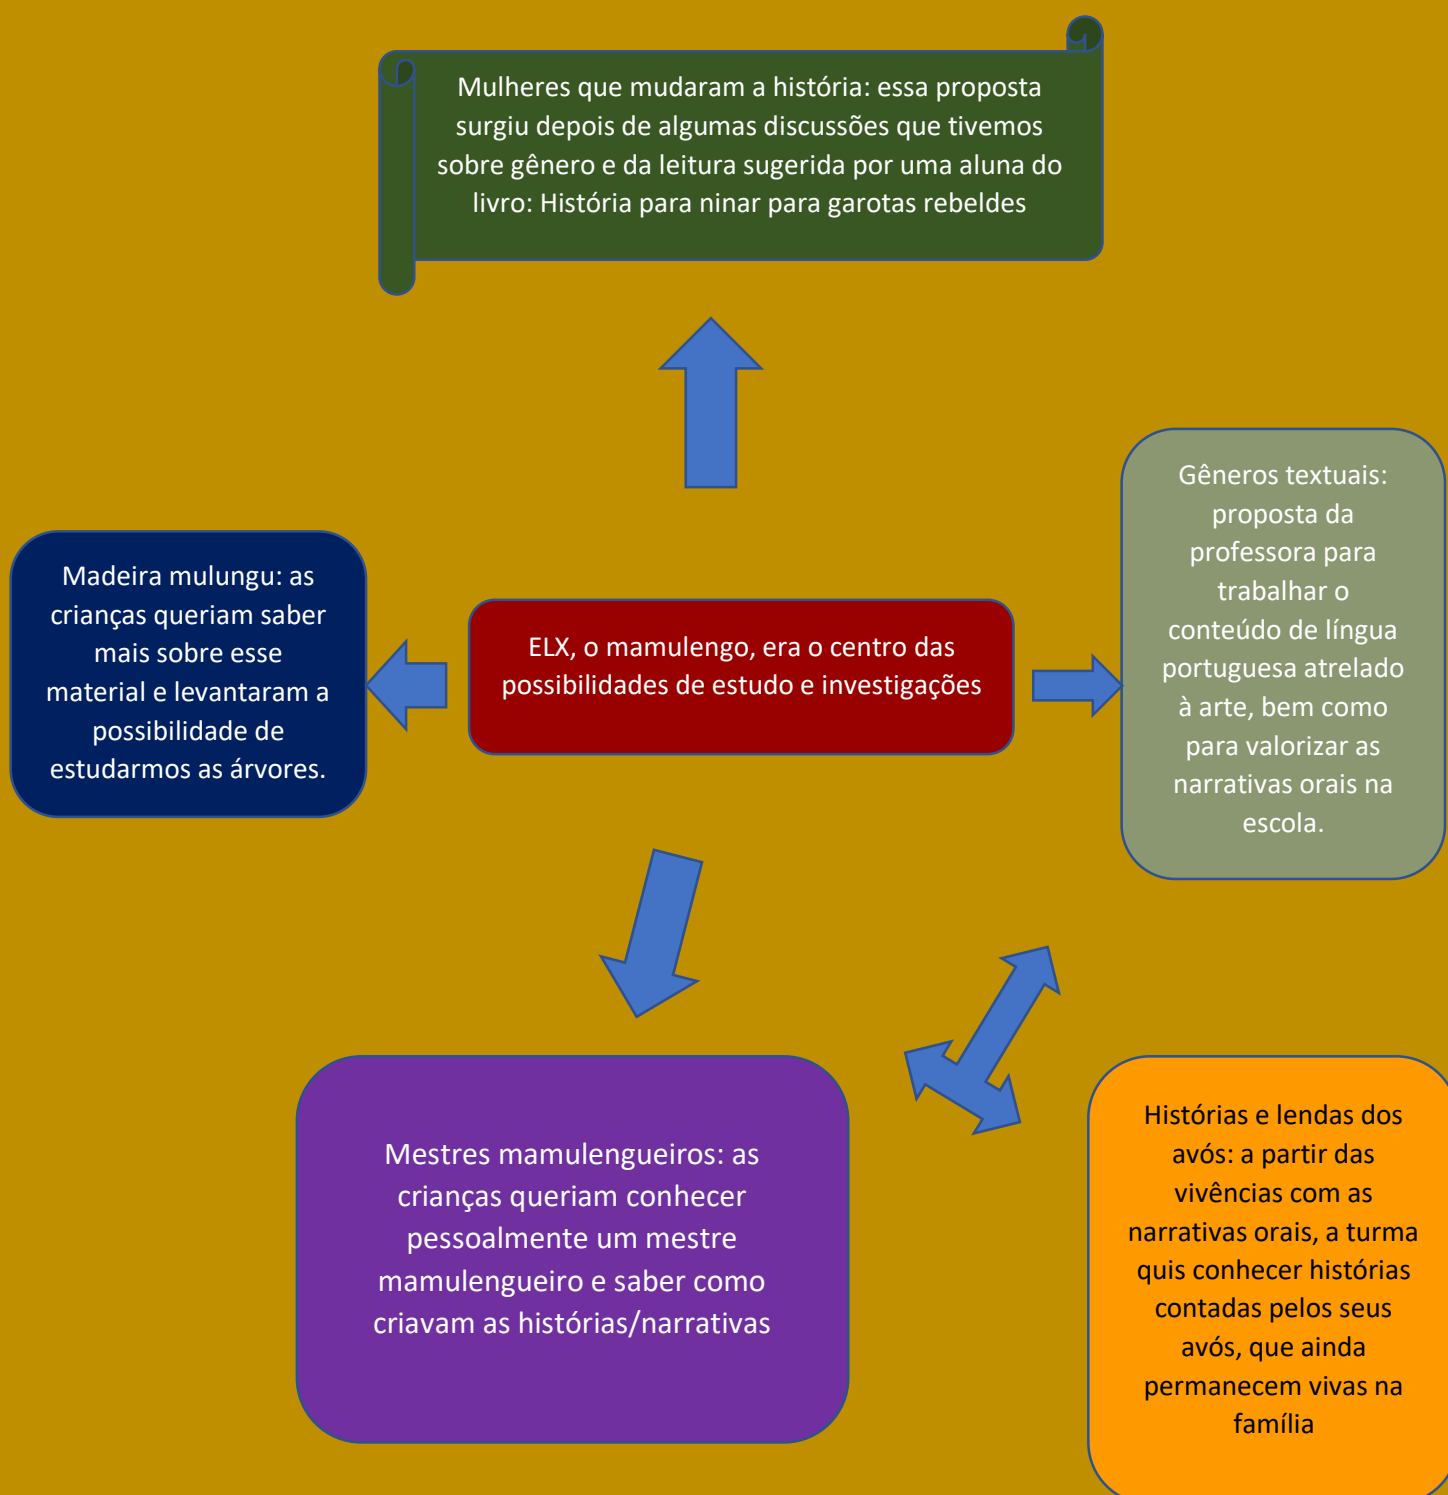 Mulheres que mudaram a história: essa proposta
surgiu depois de algumas discussões que tivemos
sobre gênero e da leitura sugerida por uma aluna do
livro: História para ninar para garotas rebeldes
Madeira mulungu: as
crianças queriam saber
mais sobre esse
material e levantaram a
possibilidade de
estudarmos as árvores.
ELX, o mamulengo, era o centro das
possibilidades de estudo e investigações
Gêneros textuais:
proposta da
professora para
trabalhar o
conteúdo de língua
portuguesa atrelado
à arte, bem como
para valorizar as
narrativas orais na
escola.
Mestres mamulengueiros: as
crianças queriam conhecer
pessoalmente um mestre
mamulengueiro e saber como
criavam as histórias/narrativas
Histórias e lendas dos
avós: a partir das
vivências com as
narrativas orais, a turma
quis conhecer histórias
contadas pelos seus
avós, que ainda
permanecem vivas na
família